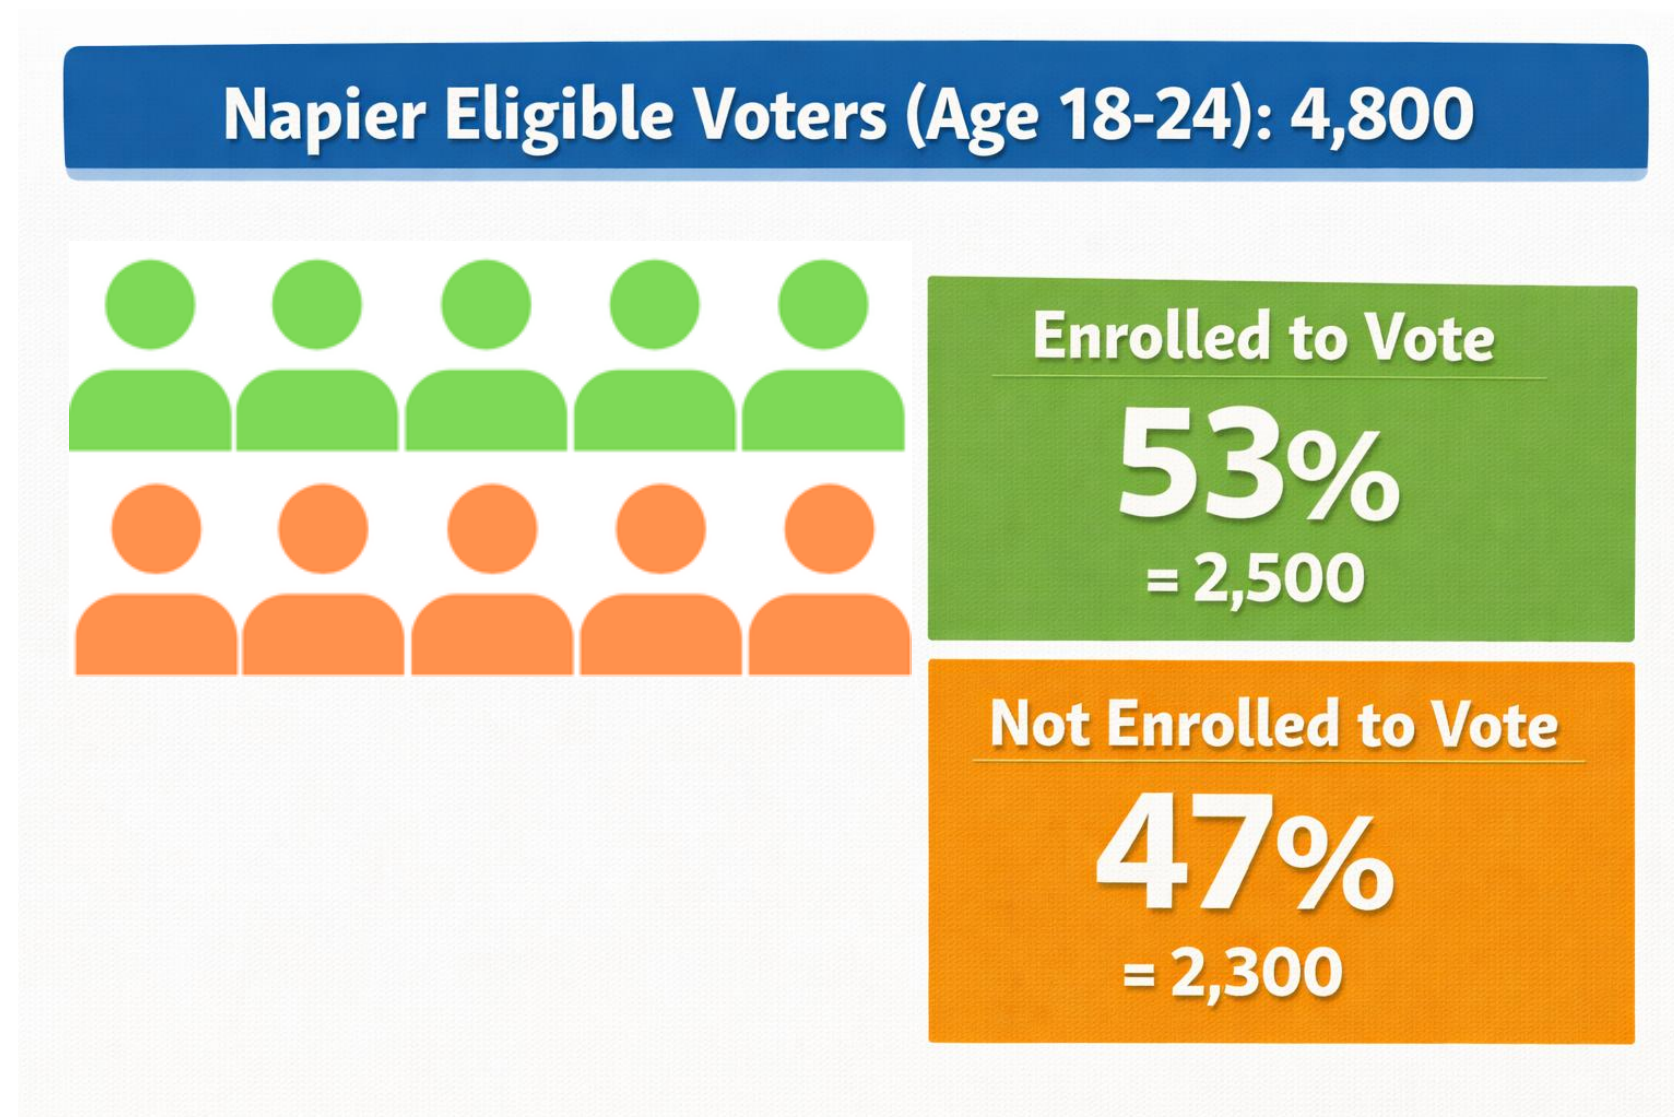 Napier Eligible Voters (Age 18-24): 4,800
Enrolled to Vote
53%
= 2,500
Not Enrolled to Vote
47%
= 2,300